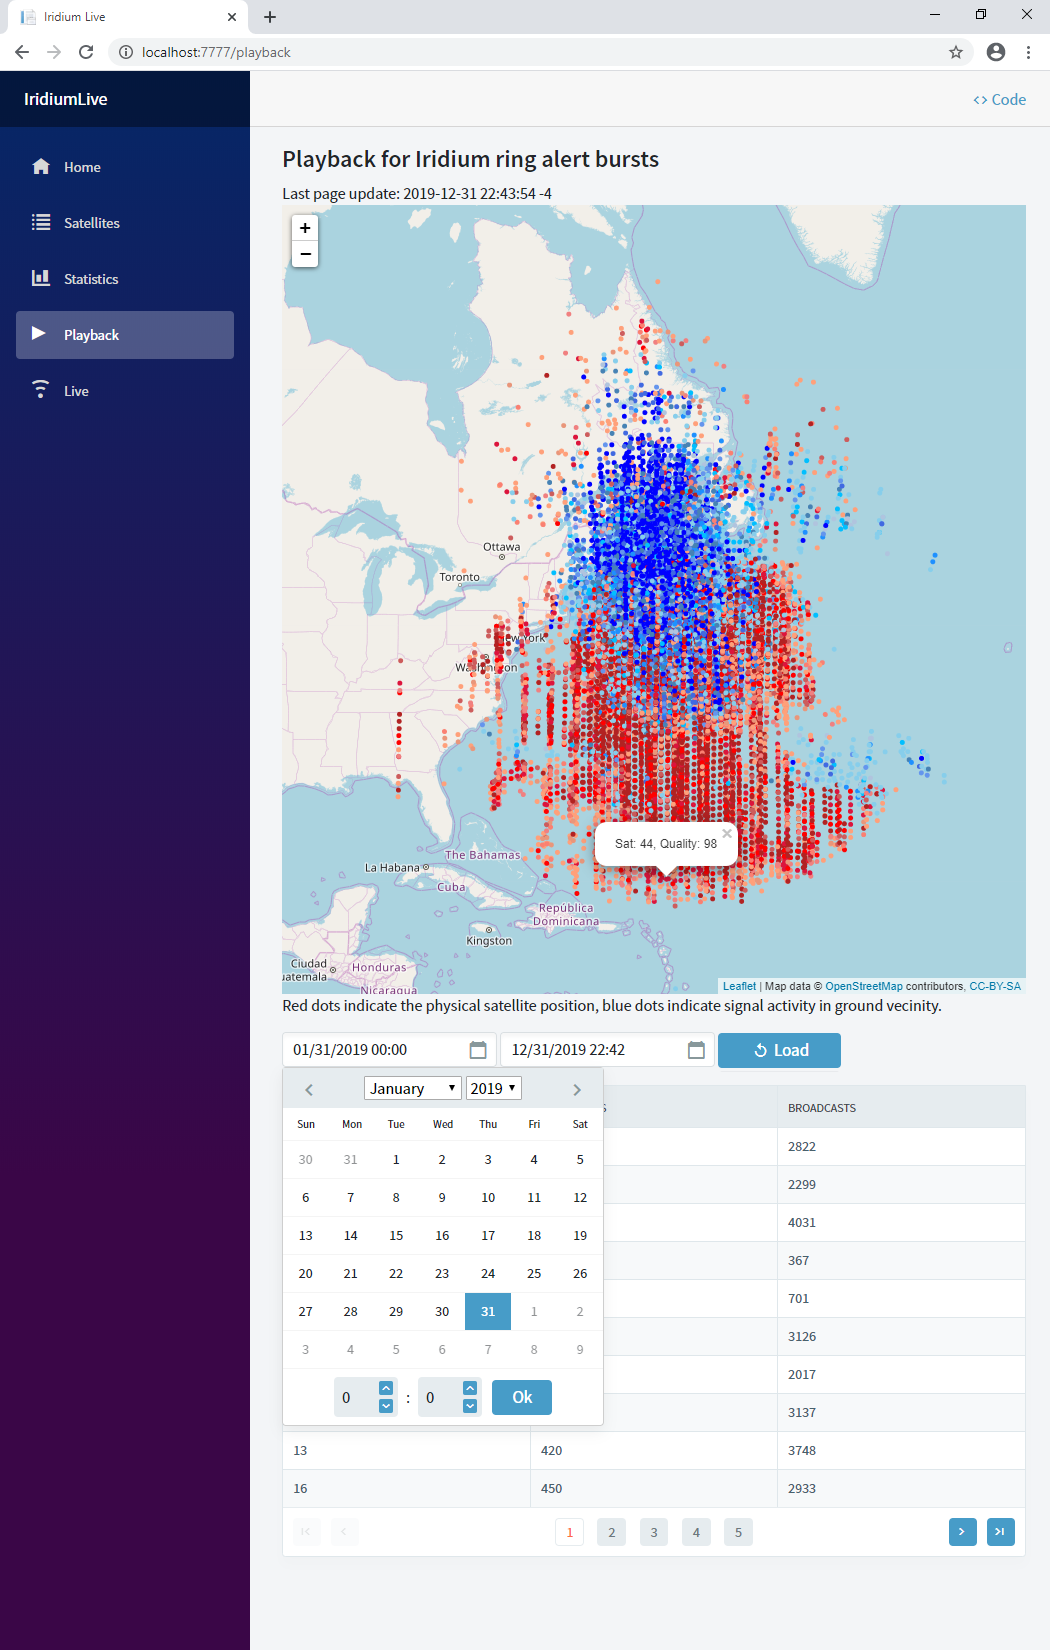 Iridium Live
localhost:7777/playback
IridiumLive
<> Code
Home
Satellites
Statistics
Playback
Live
Playback for Iridium ring alert bursts
Last page update: 2019-12-31 22:43:54 -4
+
−
Ottawa
Toronto
New York
Washington
Sat: 44, Quality: 98
×
The Bahamas
La Habana
Cuba
República
Dominicana
Kingston
Ciudad
uatemala
Honduras
Nicaragua
Leaflet | Map data © OpenStreetMap contributors, CC-BY-SA
Red dots indicate the physical satellite position, blue dots indicate signal activity in ground vecinity.
01/31/2019 00:00
12/31/2019 22:42
Load
January 2019
Sun Mon Tue Wed Thu Fri Sat
30 31 1 2 3 4 5
6 7 8 9 10 11 12
13 14 15 16 17 18 19
20 21 22 23 24 25 26
27 28 29 30 31 1 2
3 4 5 6 7 8 9
0 : 0 Ok
BROADCASTS
2822
2299
4031
367
701
3126
2017
3137
13 420 3748
16 450 2933
1 2 3 4 5